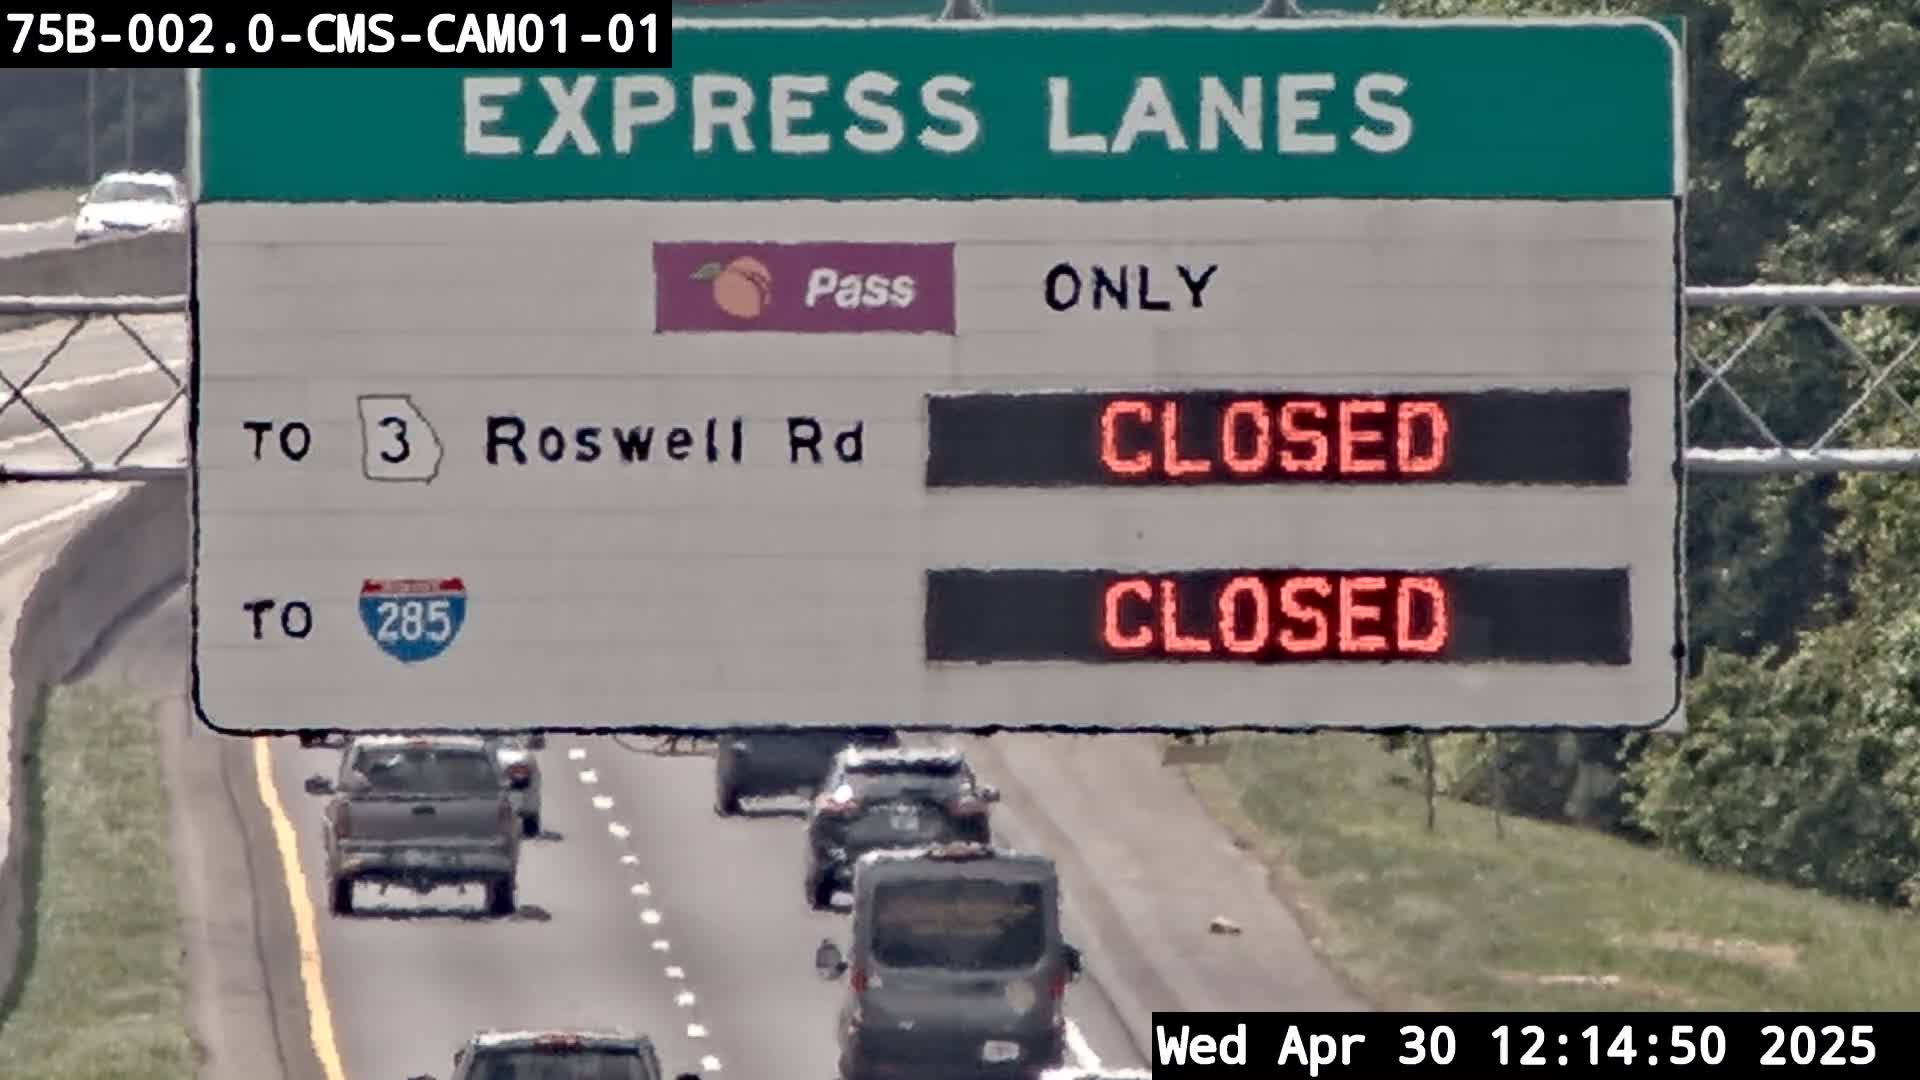 75B-002.0-CMS-CAM01-01
EXPRESS LANES
Pass ONLY
TO 3 Roswell Rd CLOSED
TO 285 CLOSED
Wed Apr 30 12:14:50 2025